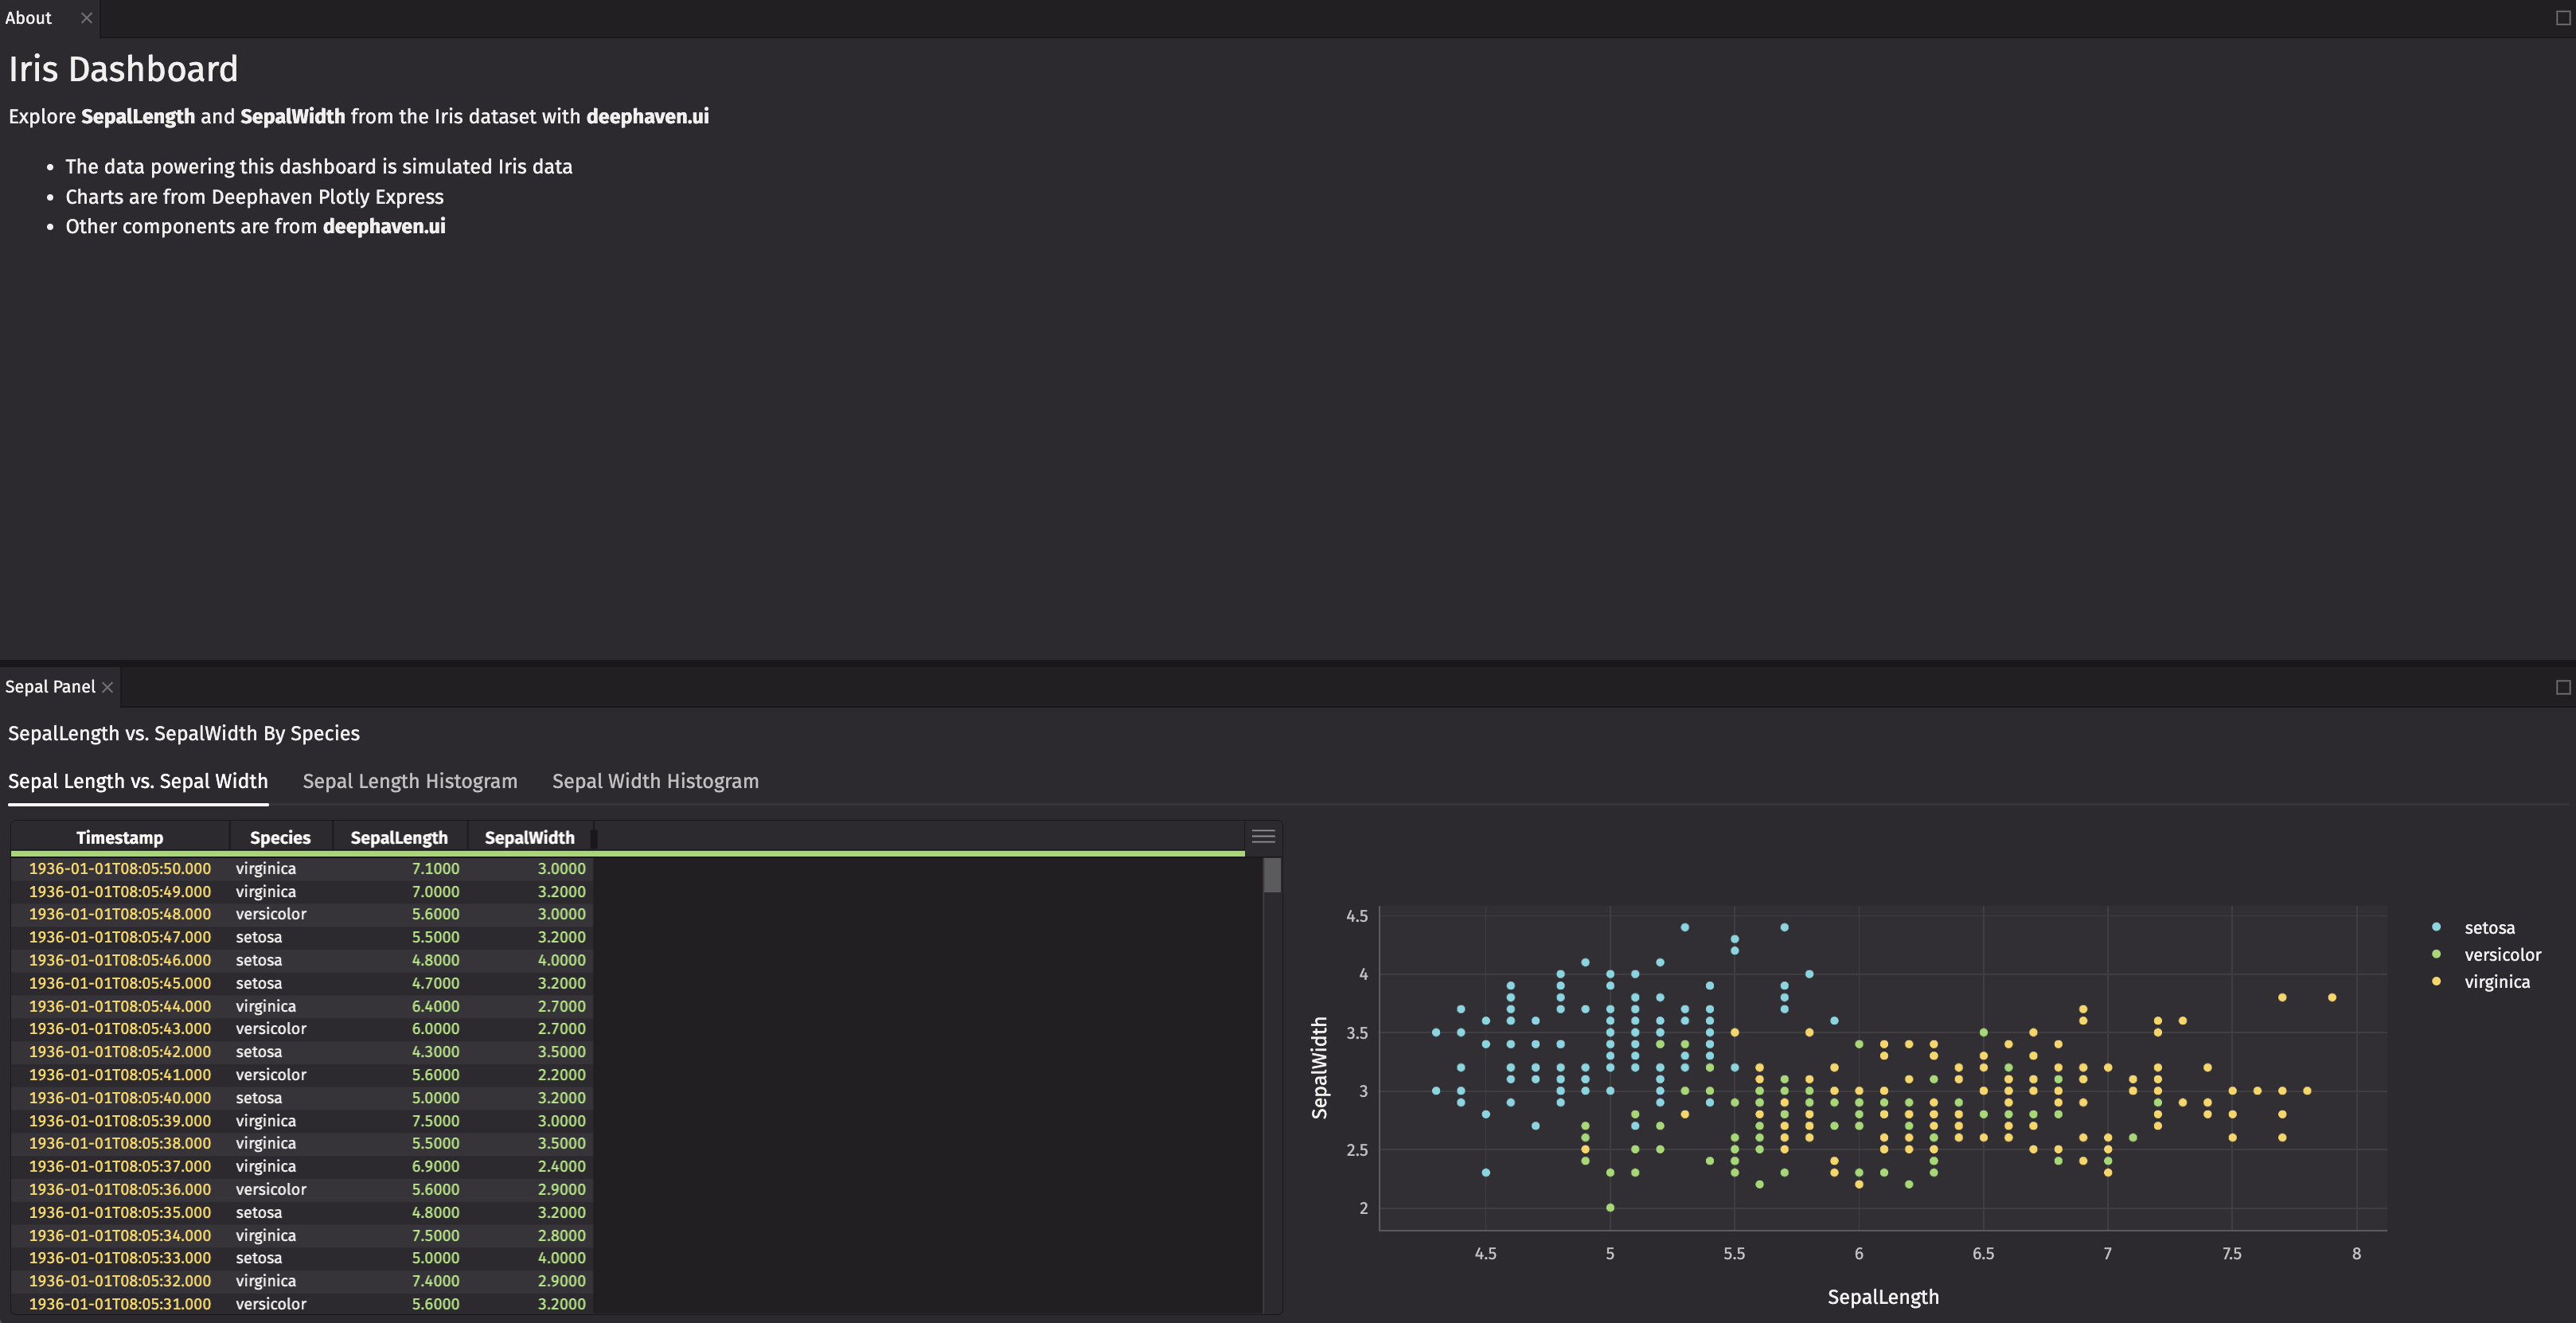 About
Iris Dashboard
Explore SepalLength and SepalWidth from the Iris dataset with deephaven.ui
• The data powering this dashboard is simulated Iris data
• Charts are from Deephaven Plotly Express
• Other components are from deephaven.ui
Sepal Panel
SepalLength vs. SepalWidth By Species
Sepal Length vs. Sepal Width Sepal Length Histogram Sepal Width Histogram
Timestamp Species SepalLength SepalWidth
1936-01-01T08:05:50.000 virginica 7.1000 3.0000
1936-01-01T08:05:49.000 virginica 7.0000 3.2000
1936-01-01T08:05:48.000 versicolor 5.6000 3.0000
1936-01-01T08:05:47.000 setosa 5.5000 3.2000
1936-01-01T08:05:46.000 setosa 4.8000 4.0000
1936-01-01T08:05:45.000 setosa 4.7000 3.2000
1936-01-01T08:05:44.000 virginica 6.4000 2.7000
1936-01-01T08:05:43.000 versicolor 6.0000 2.7000
1936-01-01T08:05:42.000 setosa 4.3000 3.5000
1936-01-01T08:05:41.000 versicolor 5.6000 2.2000
1936-01-01T08:05:40.000 setosa 5.0000 3.2000
1936-01-01T08:05:39.000 virginica 7.5000 3.0000
1936-01-01T08:05:38.000 virginica 5.5000 3.5000
1936-01-01T08:05:37.000 virginica 6.9000 2.4000
1936-01-01T08:05:36.000 versicolor 5.6000 2.9000
1936-01-01T08:05:35.000 setosa 4.8000 3.2000
1936-01-01T08:05:34.000 virginica 7.5000 2.8000
1936-01-01T08:05:33.000 setosa 5.0000 4.0000
1936-01-01T08:05:32.000 virginica 7.4000 2.9000
1936-01-01T08:05:31.000 versicolor 5.6000 3.2000
SepalWidth
4.5
4
3.5
3
2.5
2
4.5 5 5.5 6 6.5 7 7.5 8
SepalLength
setosa
versicolor
virginica